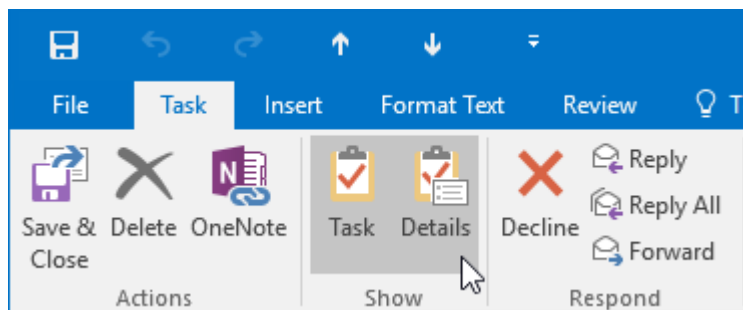 File Task Insert Format Text Review T
Save & Close
Delete
OneNote
Actions
Task
Details
Show
Decline
Reply
Reply All
Forward
Respond